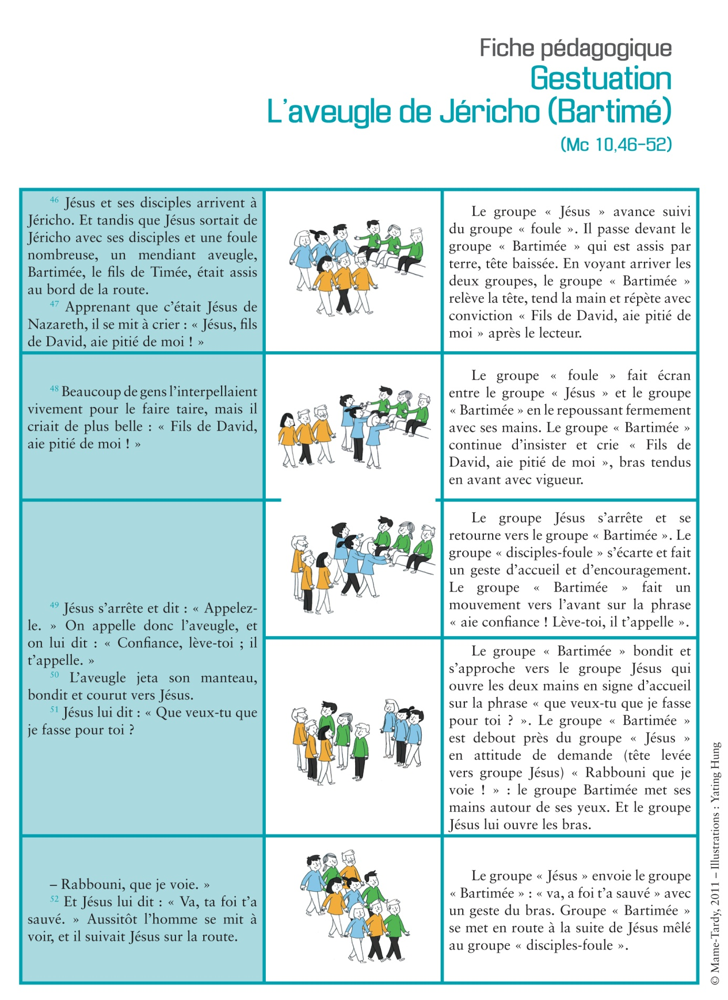 Fiche pédagogique
Gestuation
L'aveugle de Jéricho (Bartimé)
(Mc 10,46-52)
46 Jésus et ses disciples arrivent à
Jéricho. Et tandis que Jésus sortait de
Jéricho avec ses disciples et une foule
nombreuse, un mendiant aveugle,
Bartimée, le fils de Timée, était assis
au bord de la route.
47 Apprenant que c'était Jésus de
Nazareth, il se mit à crier : « Jésus, fils
de David, aie pitié de moi ! »
Le groupe « Jésus » avance suivi
du groupe « foule ». Il passe devant le
groupe « Bartimée » qui est assis par
terre, tête baissée. En voyant arriver les
deux groupes, le groupe « Bartimée »
relève la tête, tend la main et répète avec
conviction « Fils de David, aie pitié de
moi » après le lecteur.
48 Beaucoup de gens l'interpellaient
vivement pour le faire taire, mais il
criait de plus belle : « Fils de David,
aie pitié de moi ! »
Le groupe « foule » fait écran
entre le groupe « Jésus » et le groupe
« Bartimée » en le repoussant fermement
avec ses mains. Le groupe « Bartimée »
continue d'insister et crie « Fils de
David, aie pitié de moi », bras tendus
en avant avec vigueur.
49 Jésus s'arrête et dit : « Appelez-
le. » On appelle donc l'aveugle, et
on lui dit : « Confiance, lève-toi ; il
t'appelle. »
50 L'aveugle jeta son manteau,
bondit et courut vers Jésus.
51 Jésus lui dit : « Que veux-tu que
je fasse pour toi ?
Le groupe Jésus s'arrête et se
retourne vers le groupe « Bartimée ». Le
groupe « disciples-foule » s'écarte et fait
un geste d'accueil et d'encouragement.
Le groupe « Bartimée » fait un
mouvement vers l'avant sur la phrase
« aie confiance ! Lève-toi, il t'appelle ».
Le groupe « Bartimée » bondit et
s'approche vers le groupe Jésus qui
ouvre les deux mains en signe d'accueil
sur la phrase « que veux-tu que je fasse
pour toi ? ». Le groupe « Bartimée »
est debout près du groupe « Jésus »
en attitude de demande (tête levée
vers groupe Jésus) « Rabbouni que je
voie ! » : le groupe Bartimée met ses
mains autour de ses yeux. Et le groupe
Jésus lui ouvre les bras.
– Rabbouni, que je voie. »
52 Et Jésus lui dit : « Va, ta foi t'a
sauvé. » Aussitôt l'homme se mit à
voir, et il suivait Jésus sur la route.
Le groupe « Jésus » envoie le groupe
« Bartimée » : « va, a foi t'a sauvé » avec
un geste du bras. Groupe « Bartimée »
se met en route à la suite de Jésus mêlé
au groupe « disciples-foule ».
© Mame-Tardy, 2011 – Illustrations : Yating Hung